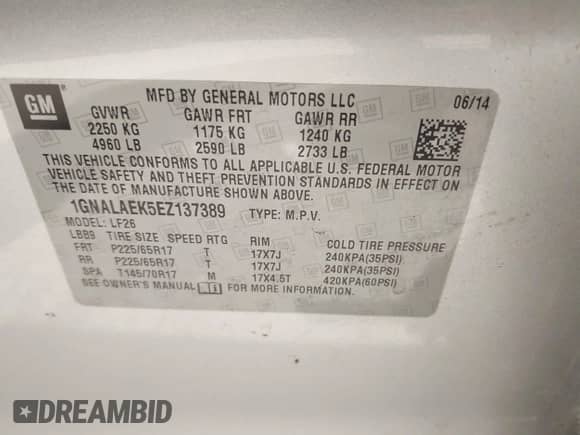 GM
MFD BY GENERAL MOTORS LLC 06/14
GVWR GAWR FRT GAWR RR
2250 KG 1175 KG 1240 KG
4960 LB 2590 LB 2733 LB
THIS VEHICLE CONFORMS TO ALL APPLICABLE U.S. FEDERAL MOTOR
VEHICLE SAFETY AND THEFT PREVENTION STANDARDS IN EFFECT ON
THE DATE OF MANUFACTURE SHOWN ABOVE.
1GNALAEK5EZ137389 TYPE: M.P.V.
MODEL: LF26
LBB9 TIRE SIZE SPEED RTG RIM COLD TIRE PRESSURE
FRT P225/65R17 T 17X7J 240KPA(35PSI)
RR P225/65R17 T 17X7J 240KPA(35PSI)
SPA T145/70R17 M 17X4.5T 420KPA(60PSI)
SEE OWNER'S MANUAL FOR MORE INFORMATION
DREAMBID